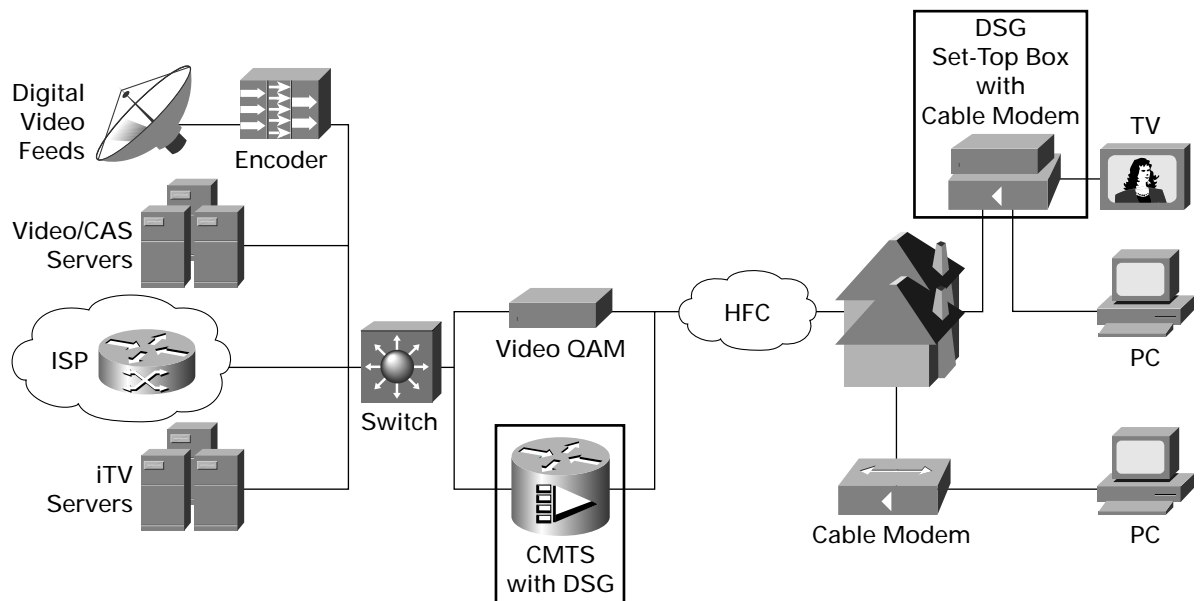 Digital
Video
Feeds
Encoder
Video/CAS
Servers
ISP
iTV
Servers
Switch
Video QAM
CMTS
with DSG
HFC
DSG
Set-Top Box
with
Cable Modem
TV
PC
Cable Modem
PC